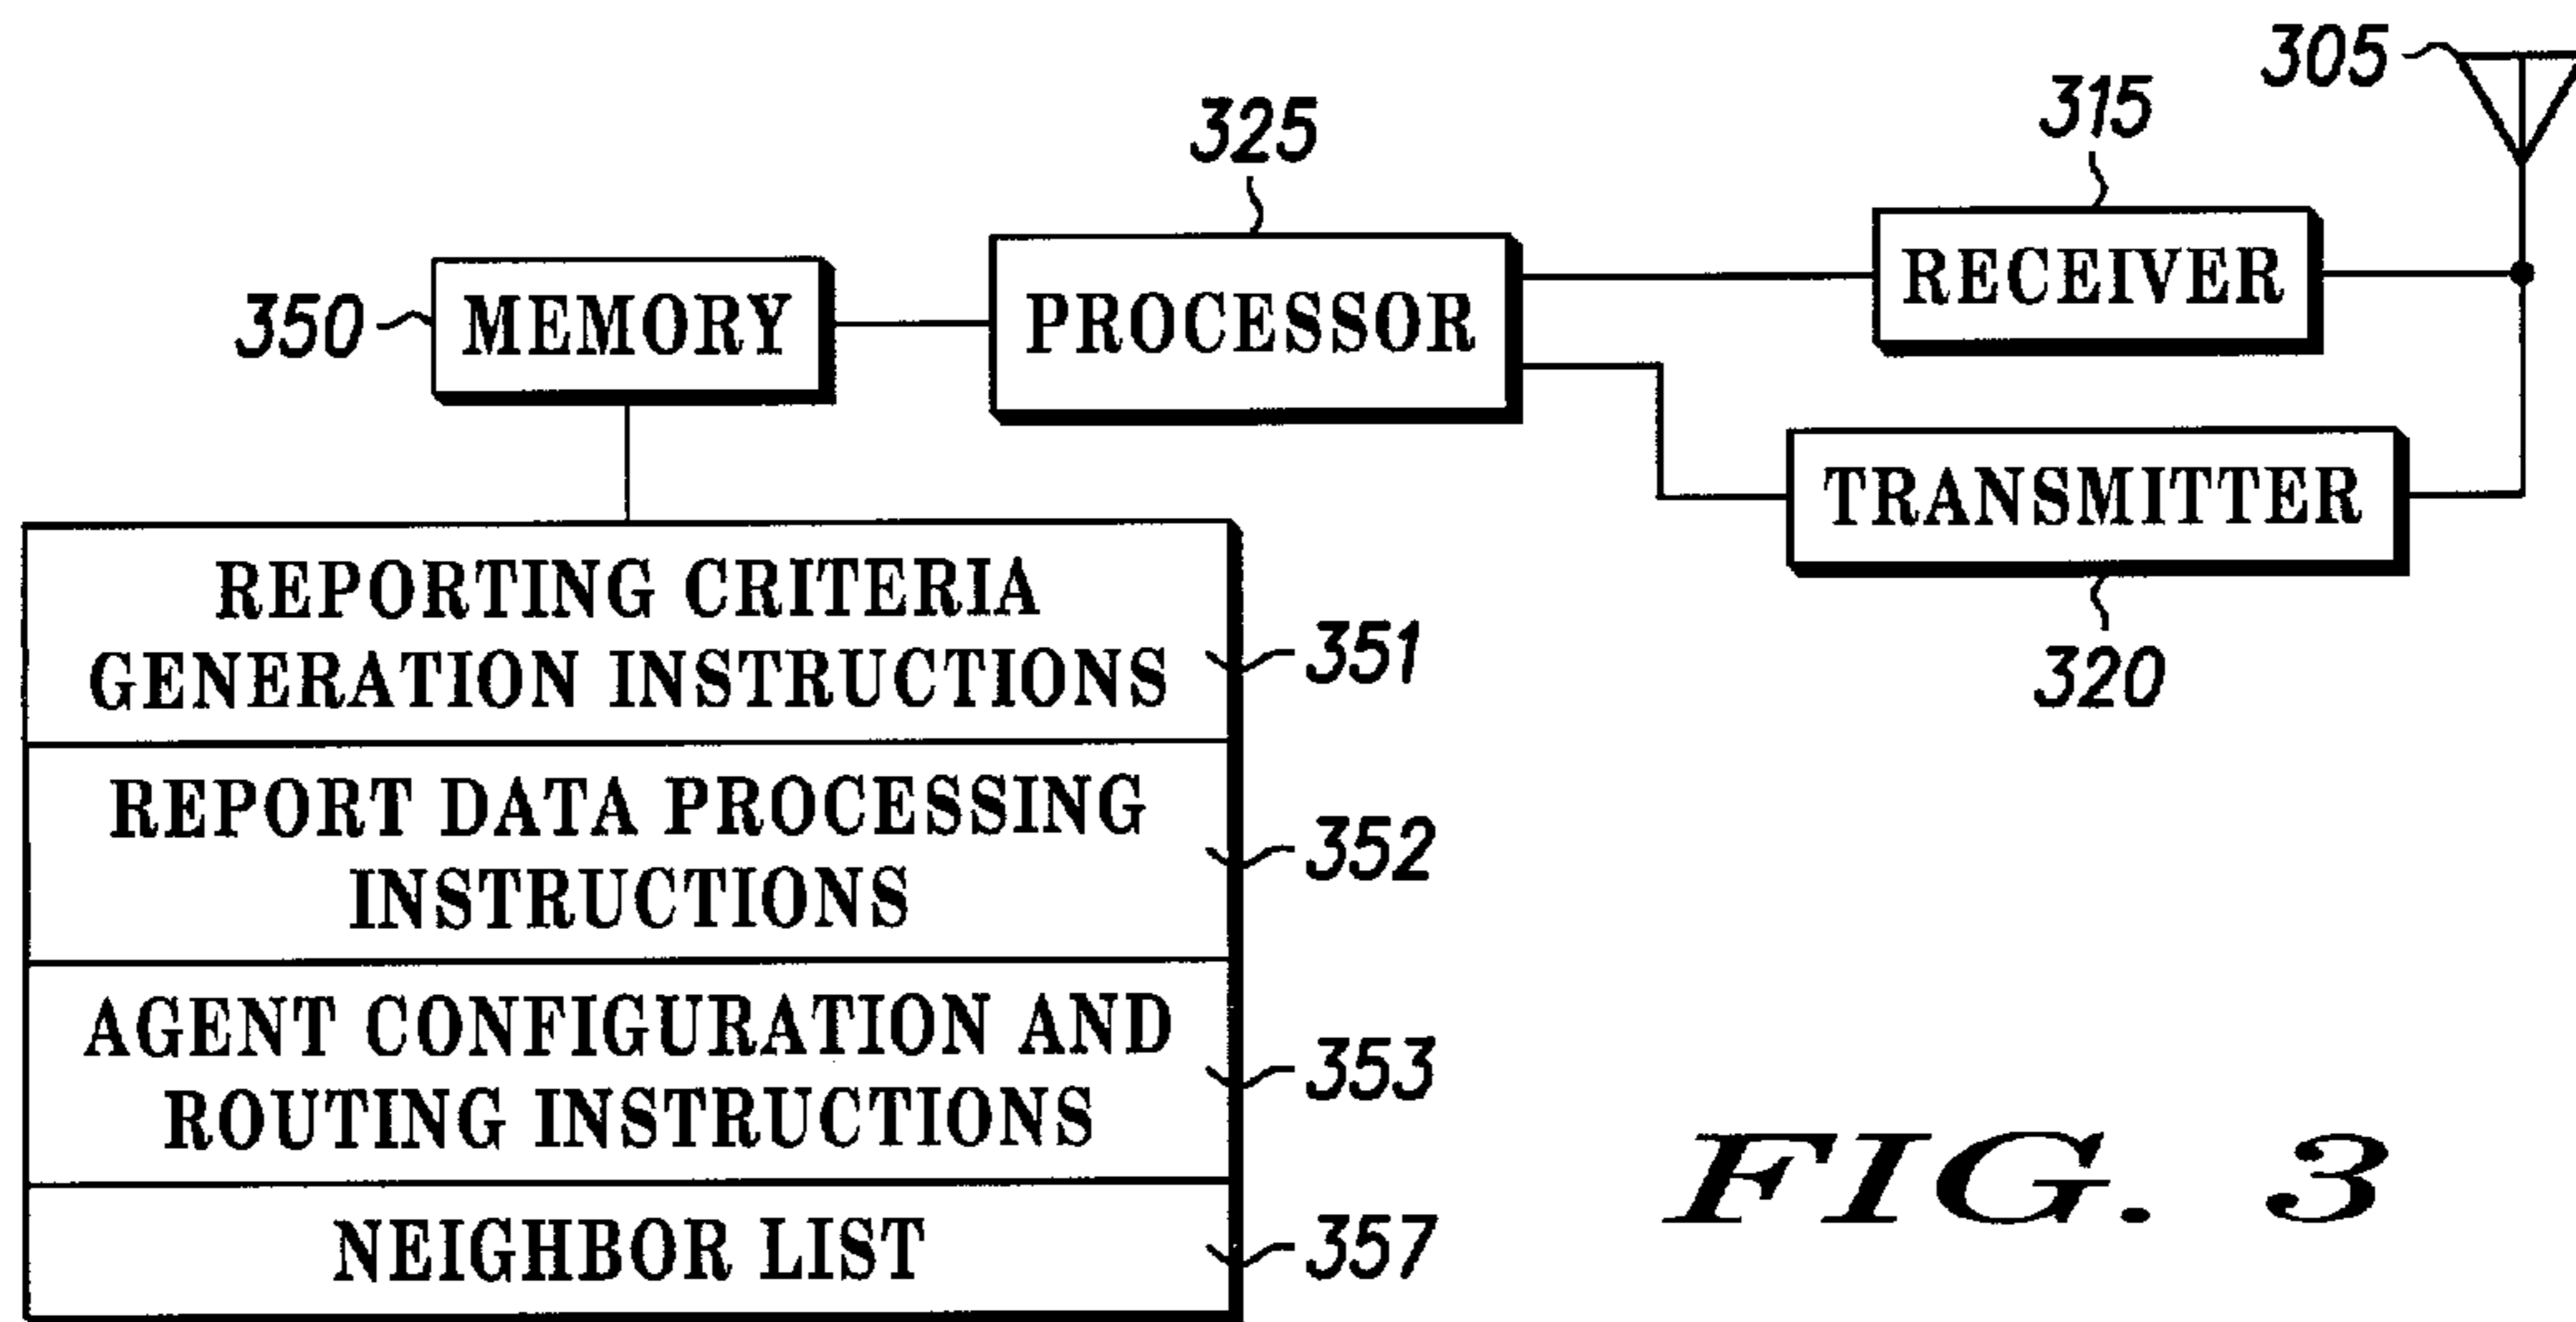 305
315
325
RECEIVER
350
MEMORY
PROCESSOR
TRANSMITTER
320
REPORTING CRITERIA
GENERATION INSTRUCTIONS
351
REPORT DATA PROCESSING
INSTRUCTIONS
352
AGENT CONFIGURATION AND
ROUTING INSTRUCTIONS
353
NEIGHBOR LIST
357
FIG. 3